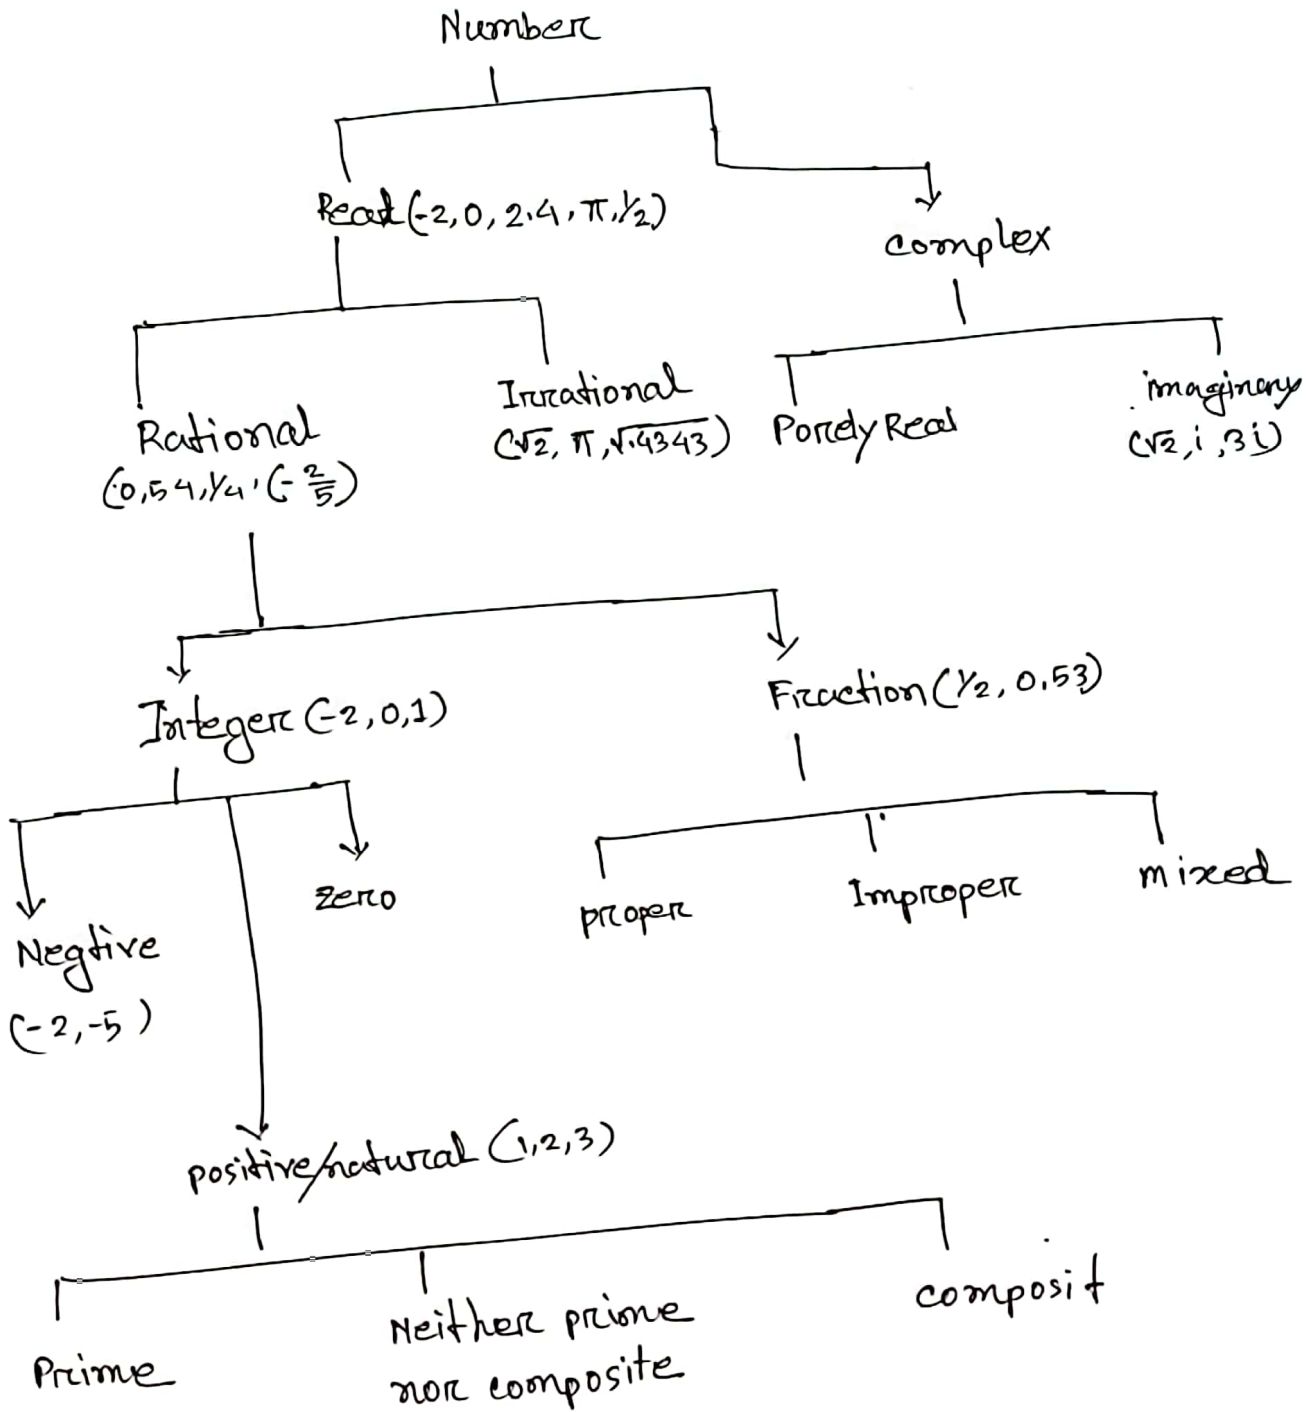 Number
Real (-2, 0, 2.4, π, 1/2)
complex
Rational
(0, 54, 1/4, (-2/5)
Irrational
(√2, π, √.4343)
Purely Real
imaginary
(√2, i, 3i)
Integer (-2, 0, 1)
Fraction (1/2, 0.53)
Negtive
(-2, -5)
zero
proper
Improper
mixed
positive/natural (1, 2, 3)
Prime
Neither prime
nor composite
composit